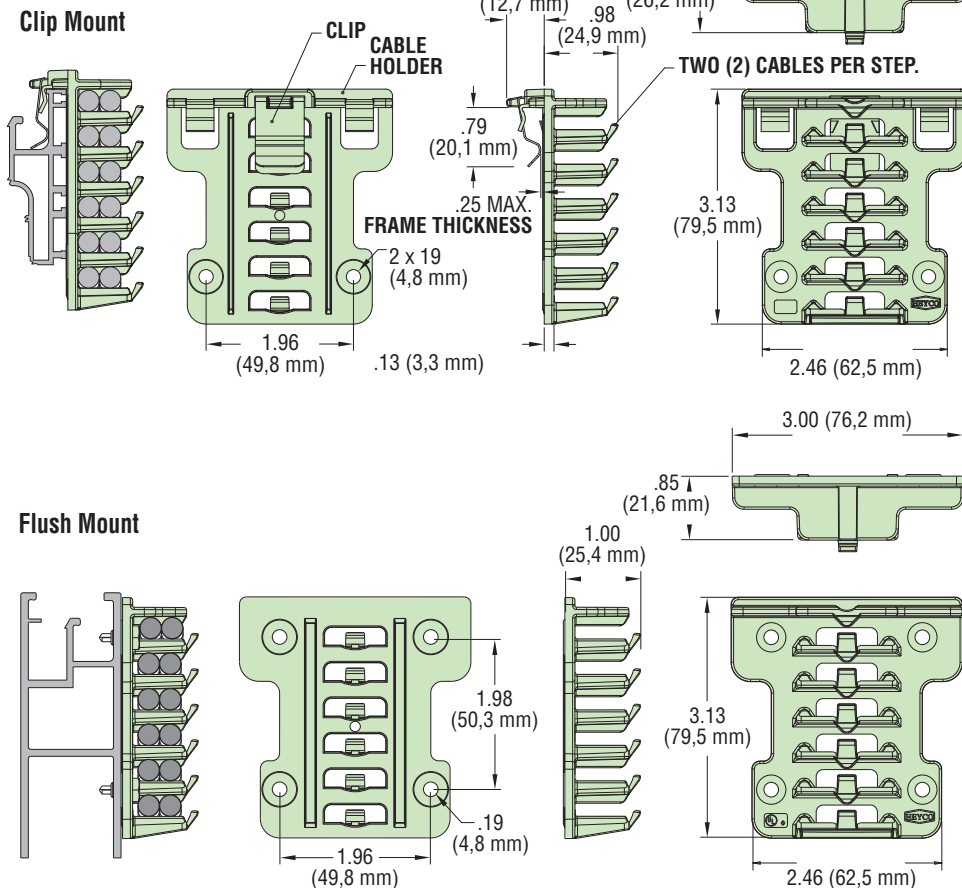 Clip Mount
(12,7 mm)
.98
(24,9 mm)
(26,2 mm)
CLIP
CABLE
HOLDER
TWO (2) CABLES PER STEP.
.79
(20,1 mm)
.25 MAX.
FRAME THICKNESS
2 x 19
(4,8 mm)
3.13
(79,5 mm)
HEYCO
1.96
(49,8 mm)
.13 (3,3 mm)
2.46 (62,5 mm)
3.00 (76,2 mm)
.85
(21,6 mm)
Flush Mount
1.00
(25,4 mm)
1.98
(50,3 mm)
3.13
(79,5 mm)
.19
(4,8 mm)
UL
HEYCO
1.96
(49,8 mm)
2.46 (62,5 mm)